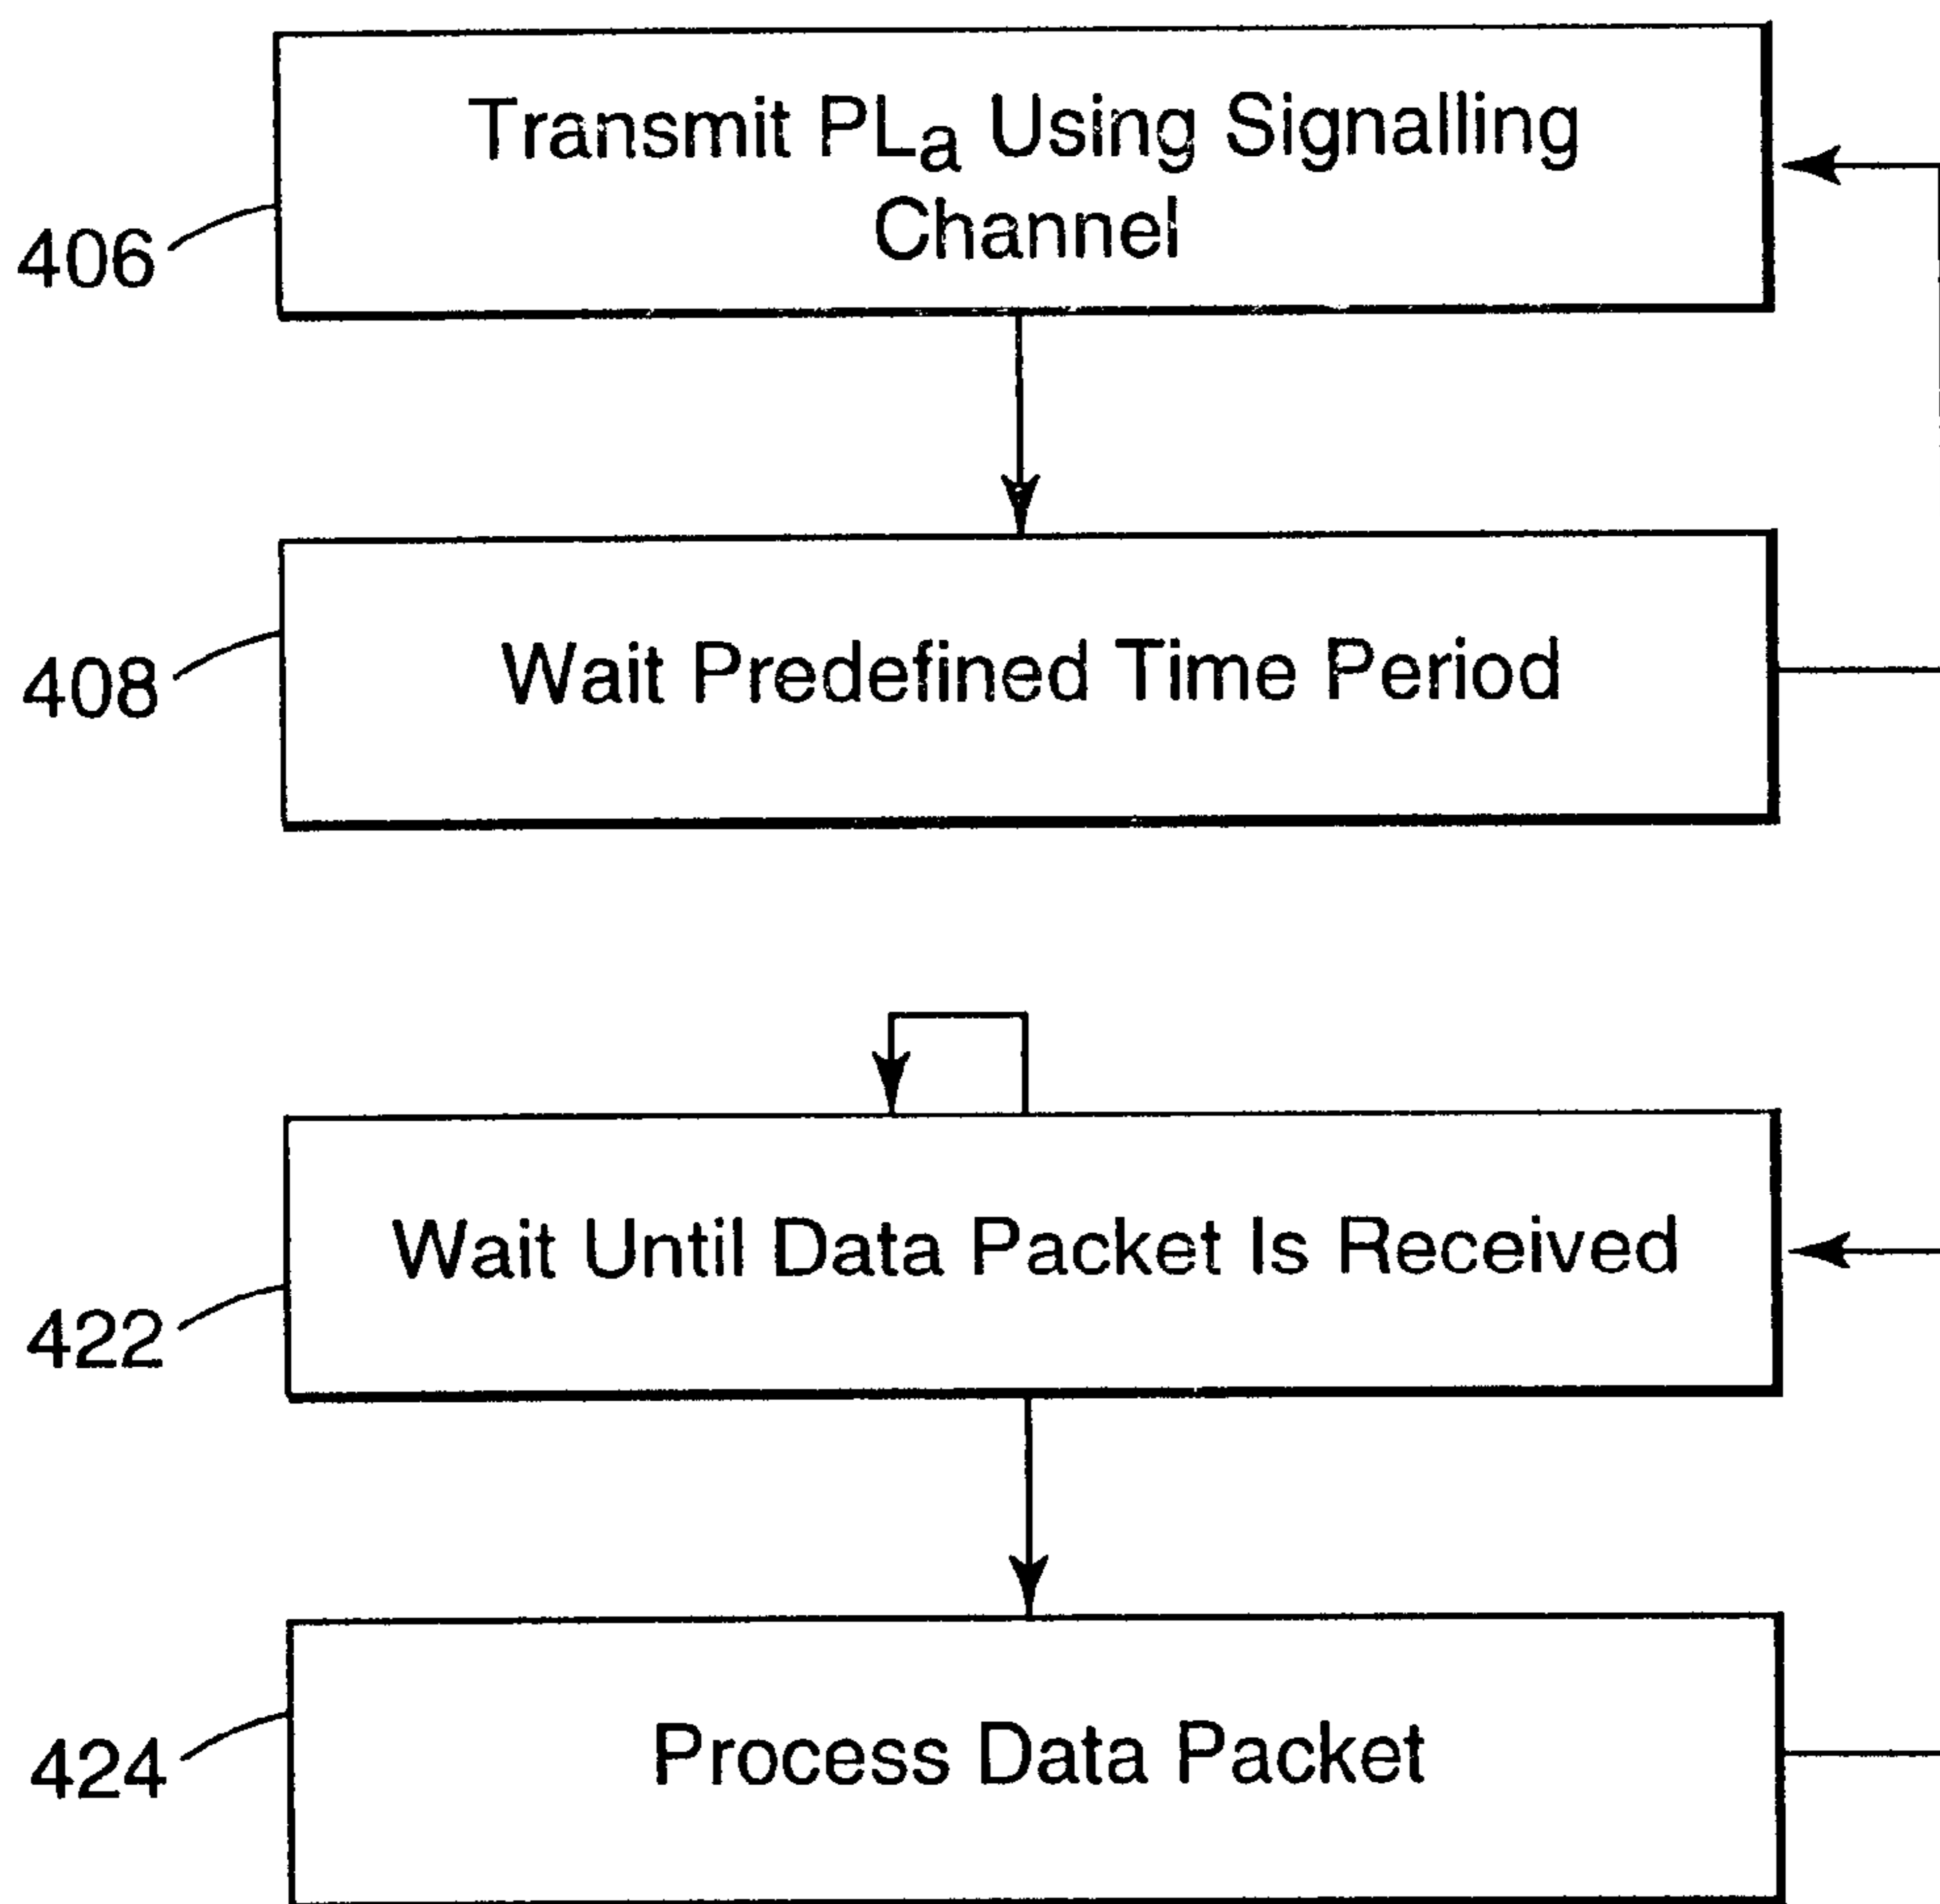 Transmit PLa Using Signalling
Channel
406
Wait Predefined Time Period
408
Wait Until Data Packet Is Received
422
Process Data Packet
424